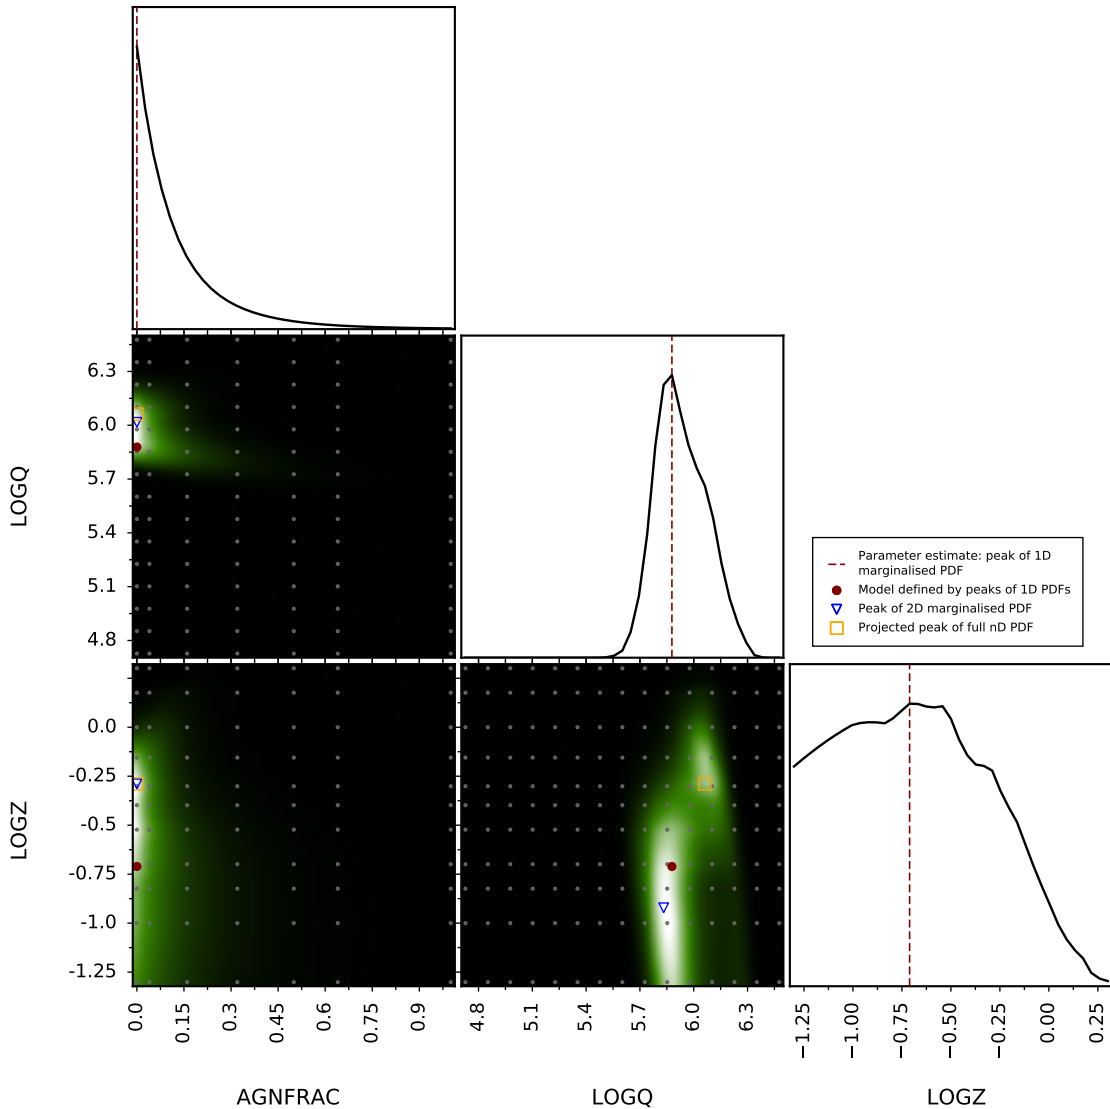 6.3
6.0
5.7
5.4
5.1
4.8
LOGQ
Parameter estimate: peak of 1D
marginalised PDF
Model defined by peaks of 1D PDFs
Peak of 2D marginalised PDF
Projected peak of full nD PDF
0.0
-0.25
-0.5
-0.75
-1.0
-1.25
LOGZ
0.0 0.15 0.3 0.45 0.6 0.75 0.9
4.8 5.1 5.4 5.7 6.0 6.3
−1.25 −1.00 −0.75 −0.50 −0.25 0.00 0.25
AGNFRAC LOGQ LOGZ